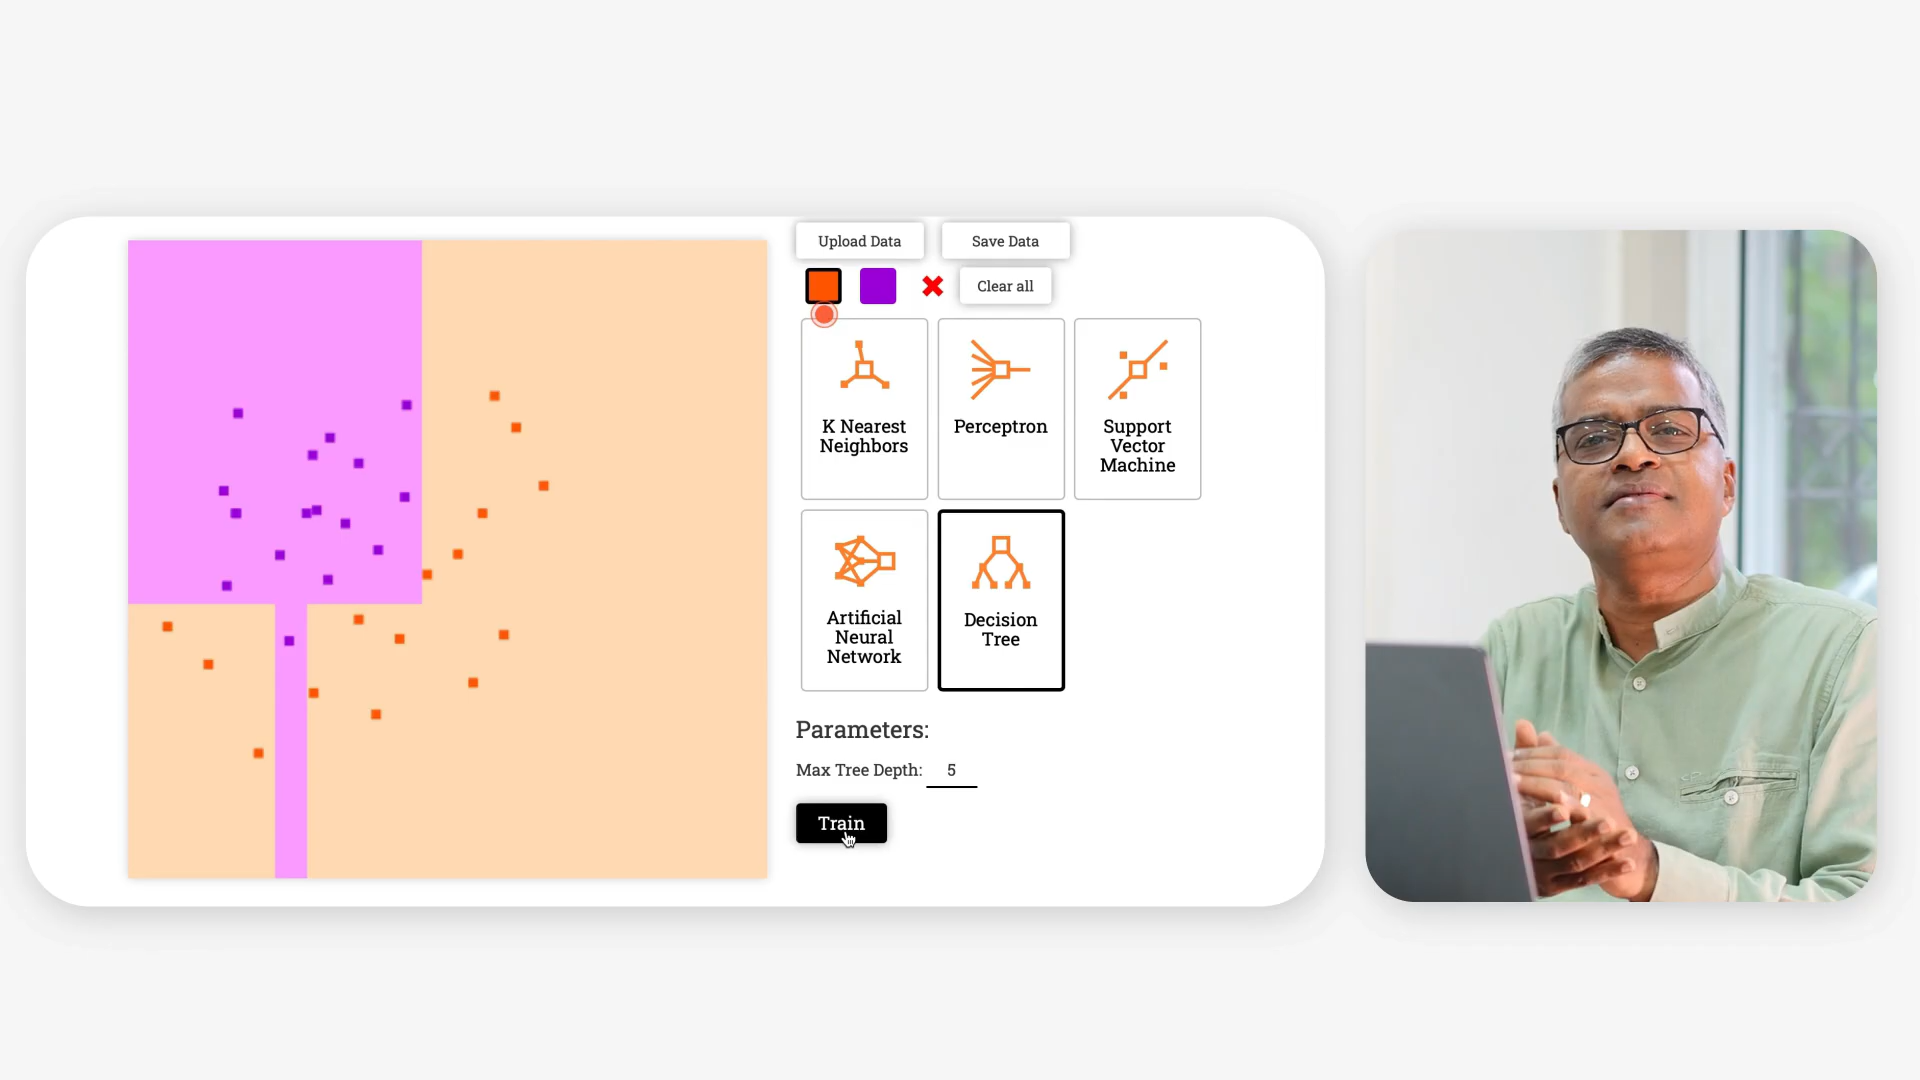 Upload Data
Save Data
Clear all
K Nearest
Neighbors
Perceptron
Support
Vector
Machine
Artificial
Neural
Network
Decision
Tree
Parameters:
Max Tree Depth: 5
Train